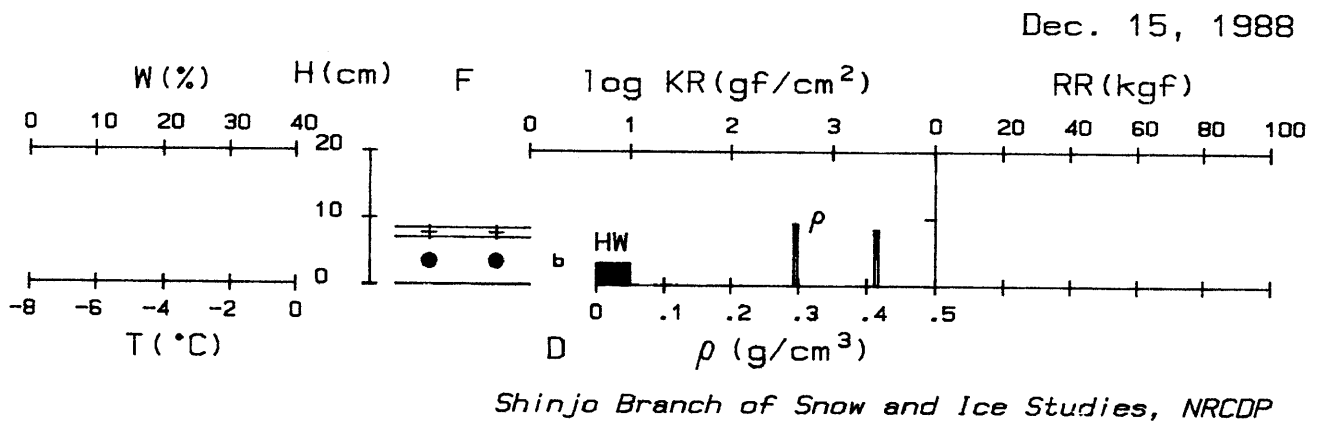 Dec. 15, 1988
W(%) H(cm) F log KR(gf/cm²) RR(kgf)
0 10 20 30 40 0 1 2 3 0 20 40 60 80 100
20
10
ρ
HW
b
0
-8 -6 -4 -2 0 0 .1 .2 .3 .4 .5
T(°C) D ρ(g/cm³)
Shinjo Branch of Snow and Ice Studies, NRCDP